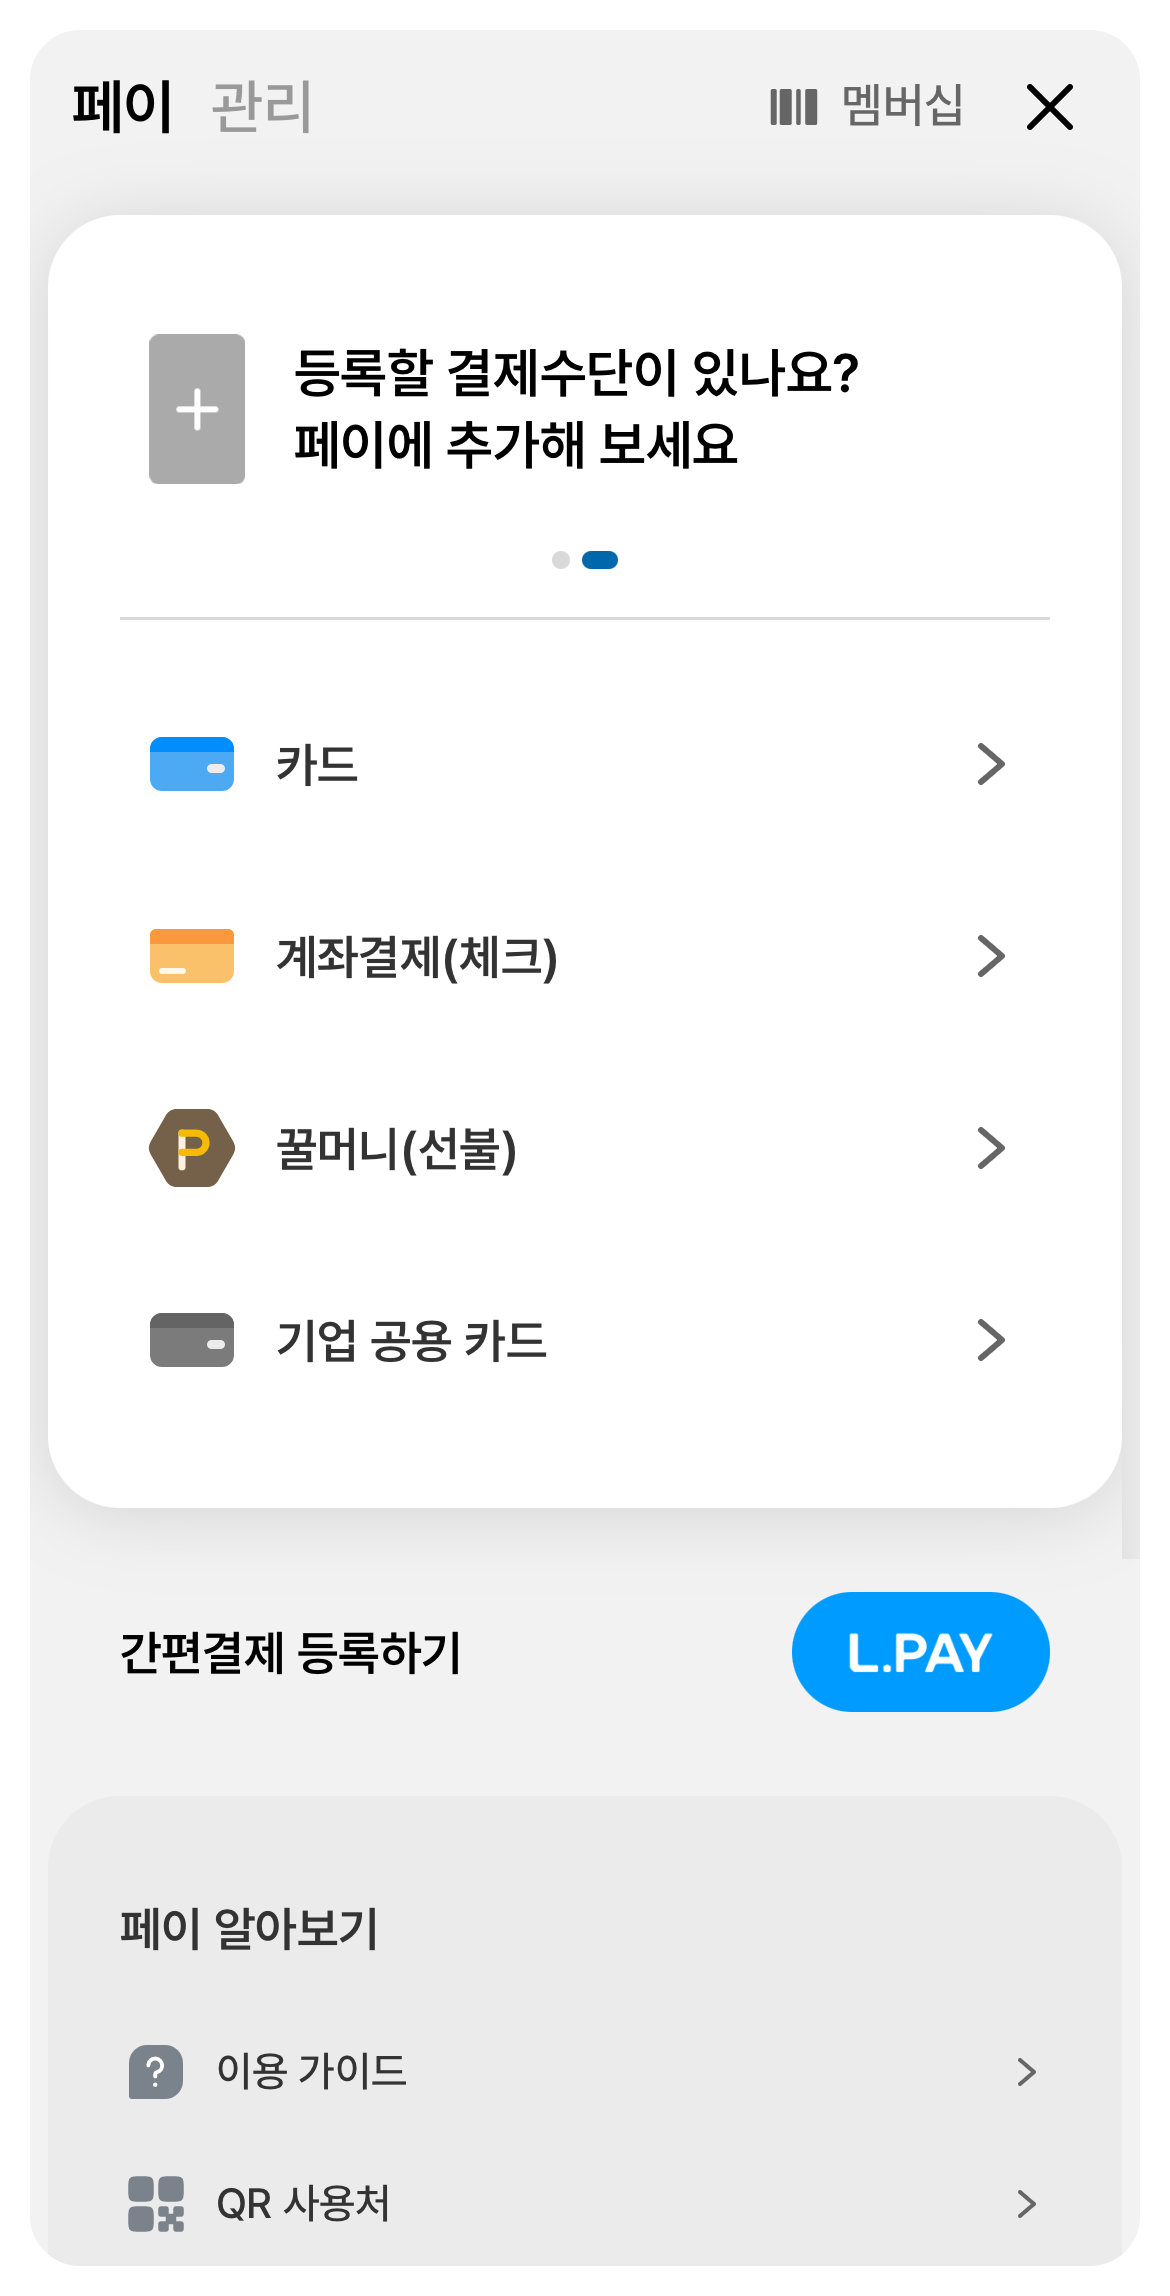 페이 관리 멤버십
등록할 결제수단이 있나요?
페이에 추가해 보세요
카드
계좌결제(체크)
꿀머니(선불)
기업 공용 카드
간편결제 등록하기 L.PAY
페이 알아보기
이용 가이드
QR 사용처